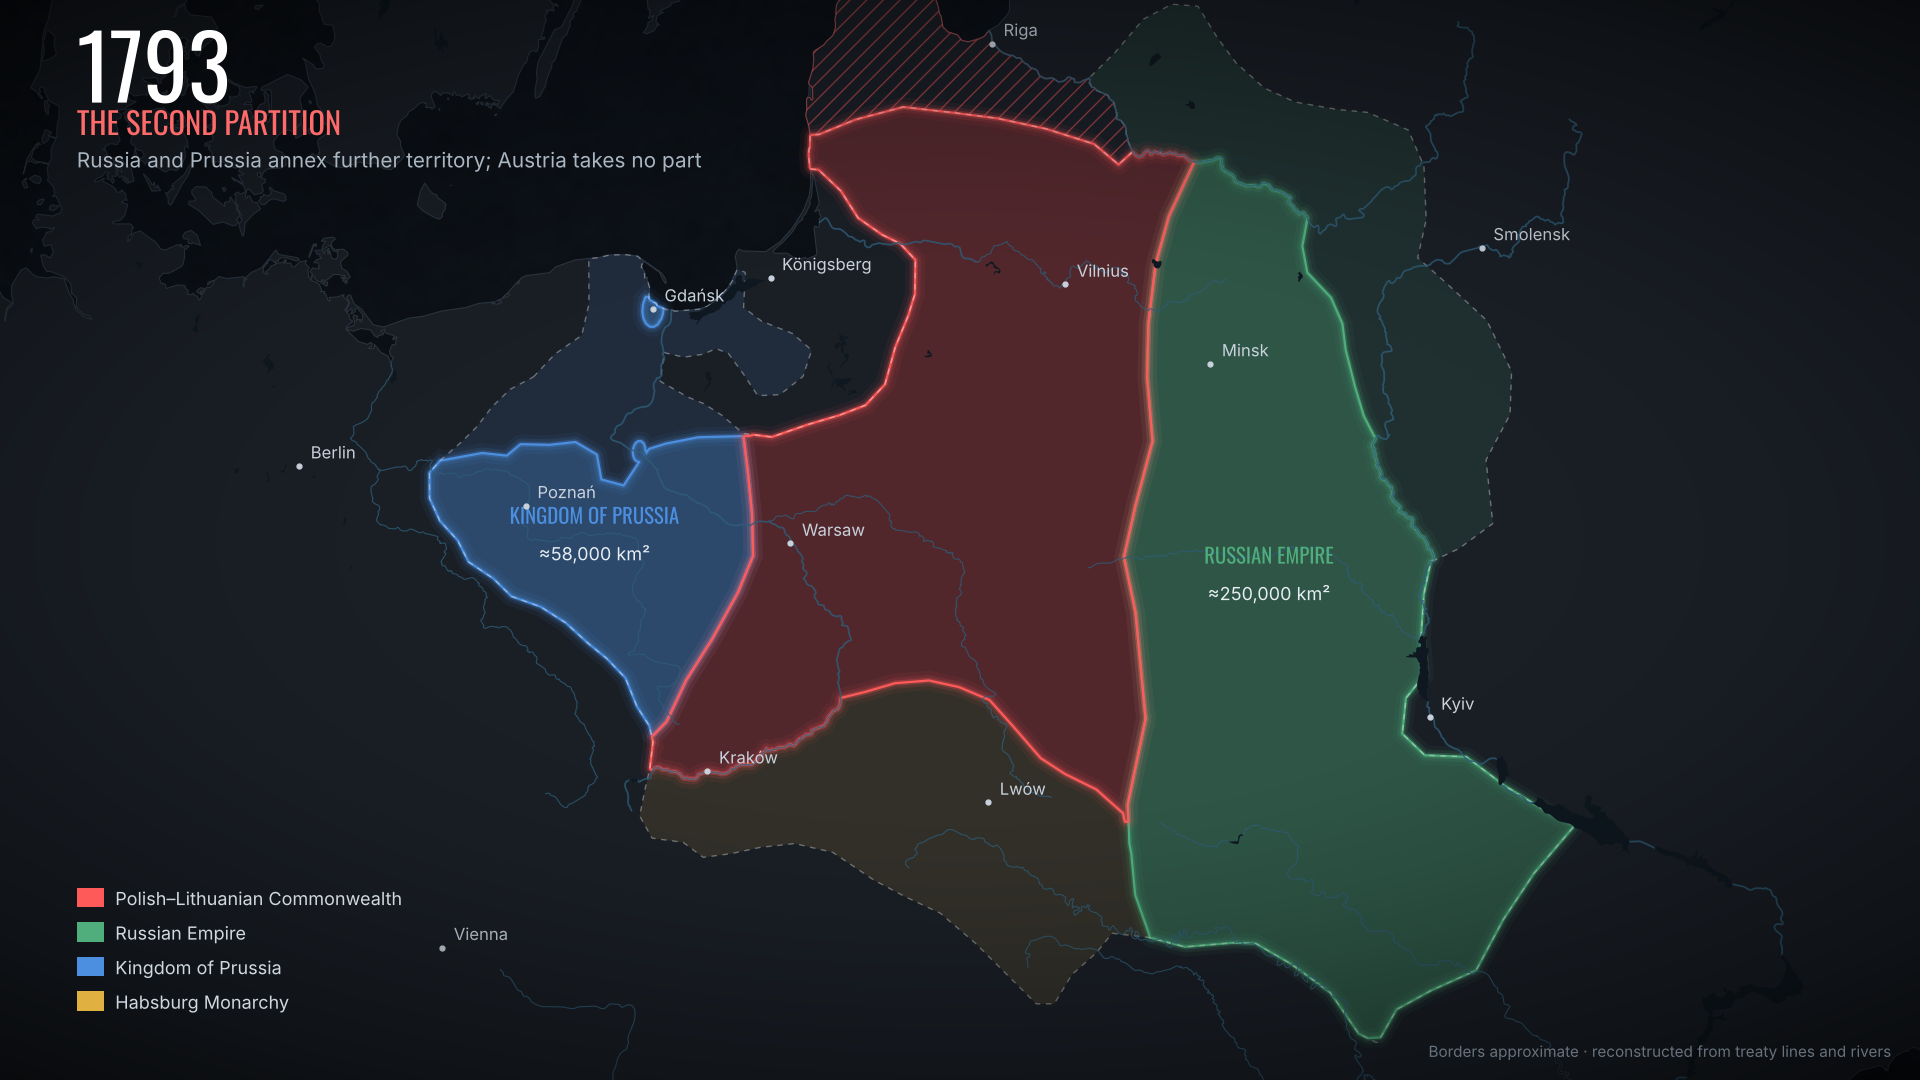 1793
THE SECOND PARTITION
Russia and Prussia annex further territory; Austria takes no part
Riga
Smolensk
Königsberg
Vilnius
Gdańsk
Minsk
Berlin
Poznań
KINGDOM OF PRUSSIA
≈58,000 km²
Warsaw
RUSSIAN EMPIRE
≈250,000 km²
Kyiv
Kraków
Lwów
Vienna
Polish–Lithuanian Commonwealth
Russian Empire
Kingdom of Prussia
Habsburg Monarchy
Borders approximate · reconstructed from treaty lines and rivers